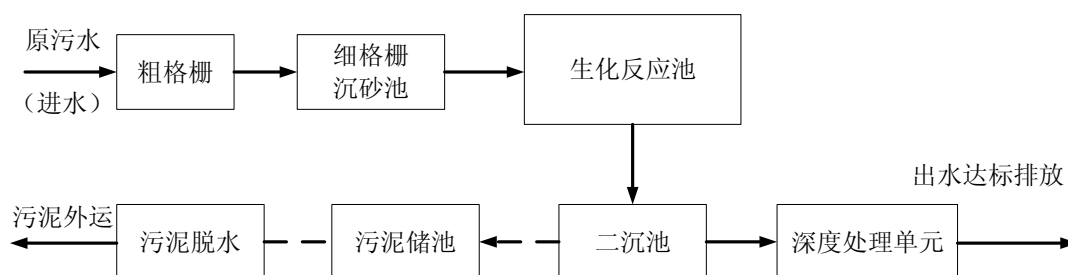 原污水
(进水)
粗格栅
细格栅
沉砂池
生化反应池
出水达标排放
污泥外运
污泥脱水
污泥储池
二沉池
深度处理单元